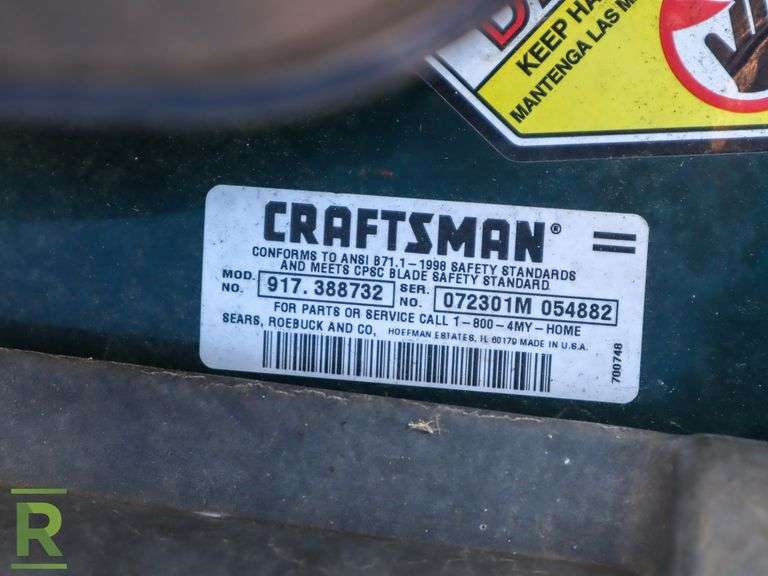 KEEP HA
MANTENGA LAS M
CRAFTSMAN®
CONFORMS TO ANSI B71.1-1998 SAFETY STANDARDS
AND MEETS CPSC BLADE SAFETY STANDARD
MOD. NO. 917.388732 SER. NO. 072301M 054882
FOR PARTS OR SERVICE CALL 1-800-4MY-HOME
SEARS, ROEBUCK AND CO, HOFFMAN ESTATES, IL 60179 MADE IN U.S.A.
700748
R